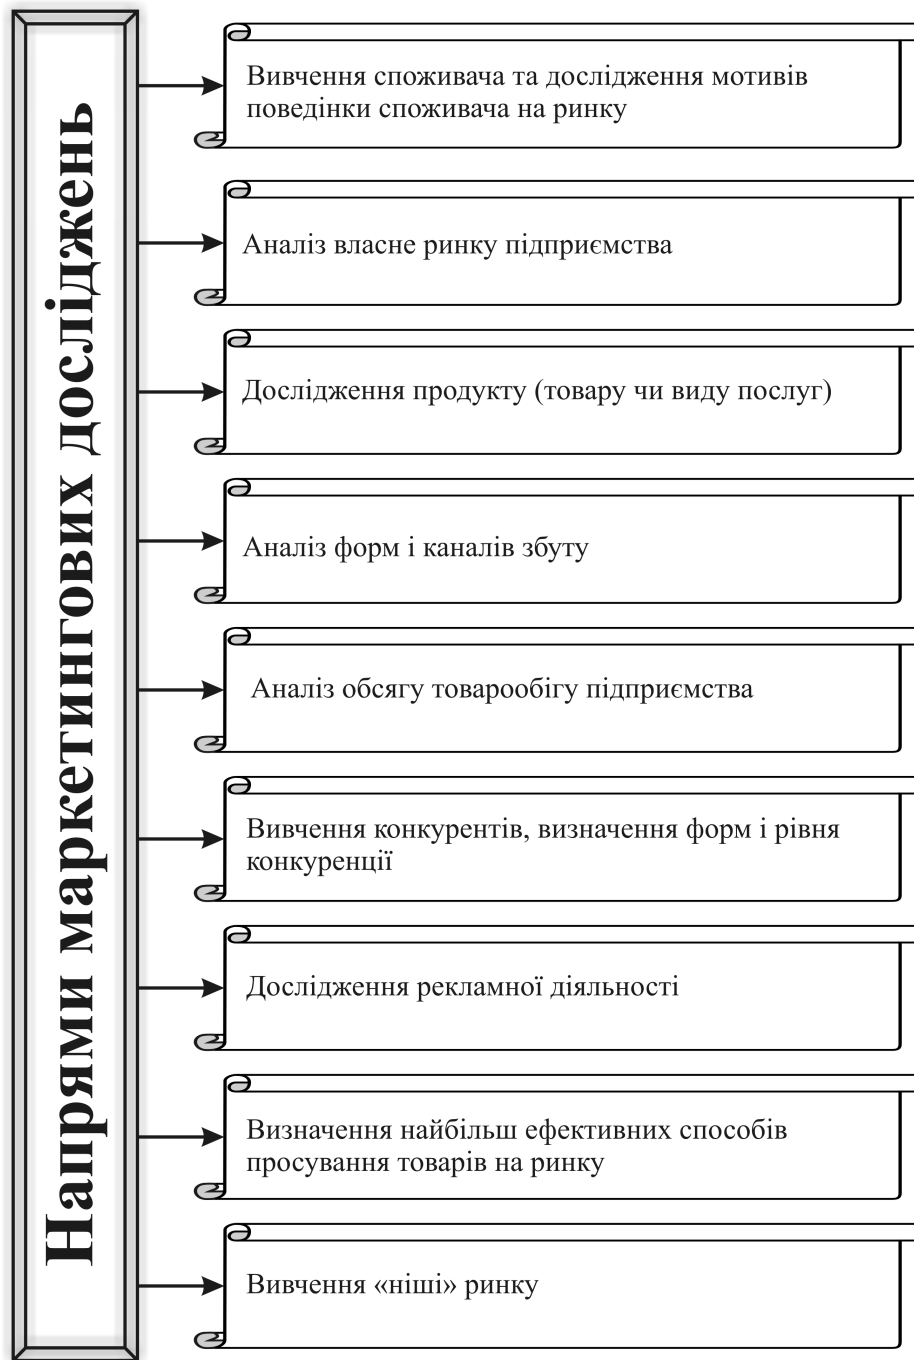 Напрями маркетингових досліджень
Вивчення споживача та дослідження мотивів
поведінки споживача на ринку
Аналіз власне ринку підприємства
Дослідження продукту (товару чи виду послуг)
Аналіз форм і каналів збуту
Аналіз обсягу товарообігу підприємства
Вивчення конкурентів, визначення форм і рівня
конкуренції
Дослідження рекламної діяльності
Визначення найбільш ефективних способів
просування товарів на ринку
Вивчення «ніші» ринку